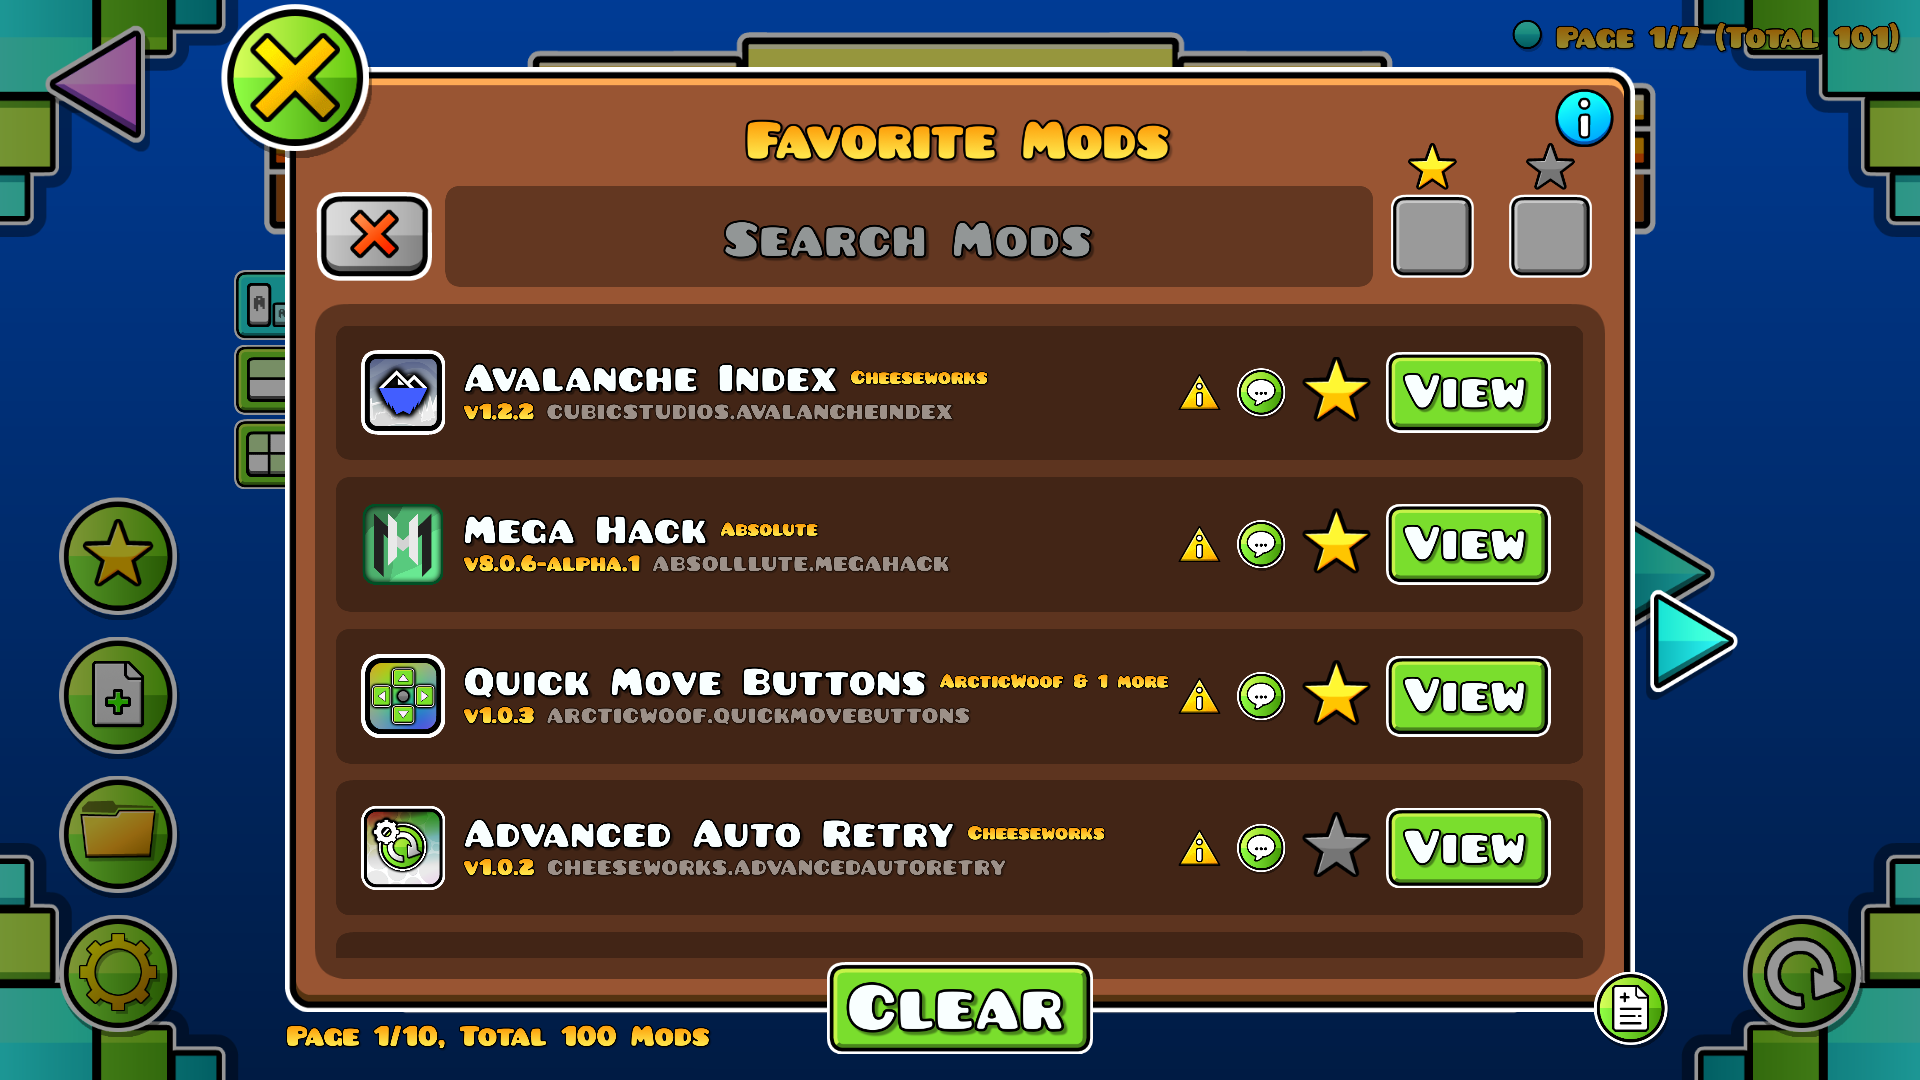 Page 1/7 (Total 101)
Favorite Mods
Search Mods
Avalanche Index Cheeseworks
v1.2.2 cubicstudios.avalancheindex
View
Mega Hack Absolute
v8.0.6-alpha.1 absolllute.megahack
View
Quick Move Buttons ArcticWoof & 1 more
v1.0.3 arcticwoof.quickmovebuttons
View
Advanced Auto Retry Cheeseworks
v1.0.2 cheeseworks.advancedautoretry
View
Clear
Page 1/10, Total 100 Mods